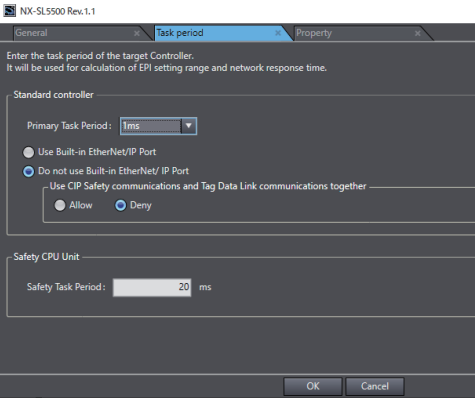 NX-SL5500 Rev.1.1
General × Task period × Property ×
Enter the task period of the target Controller.
It will be used for calculation of EPI setting range and network response time.
Standard controller
Primary Task Period: 1ms
Use Built-in EtherNet/IP Port
Do not use Built-in EtherNet/ IP Port
Use CIP Safety communications and Tag Data Link communications together
Allow Deny
Safety CPU Unit
Safety Task Period: 20 ms
OK Cancel